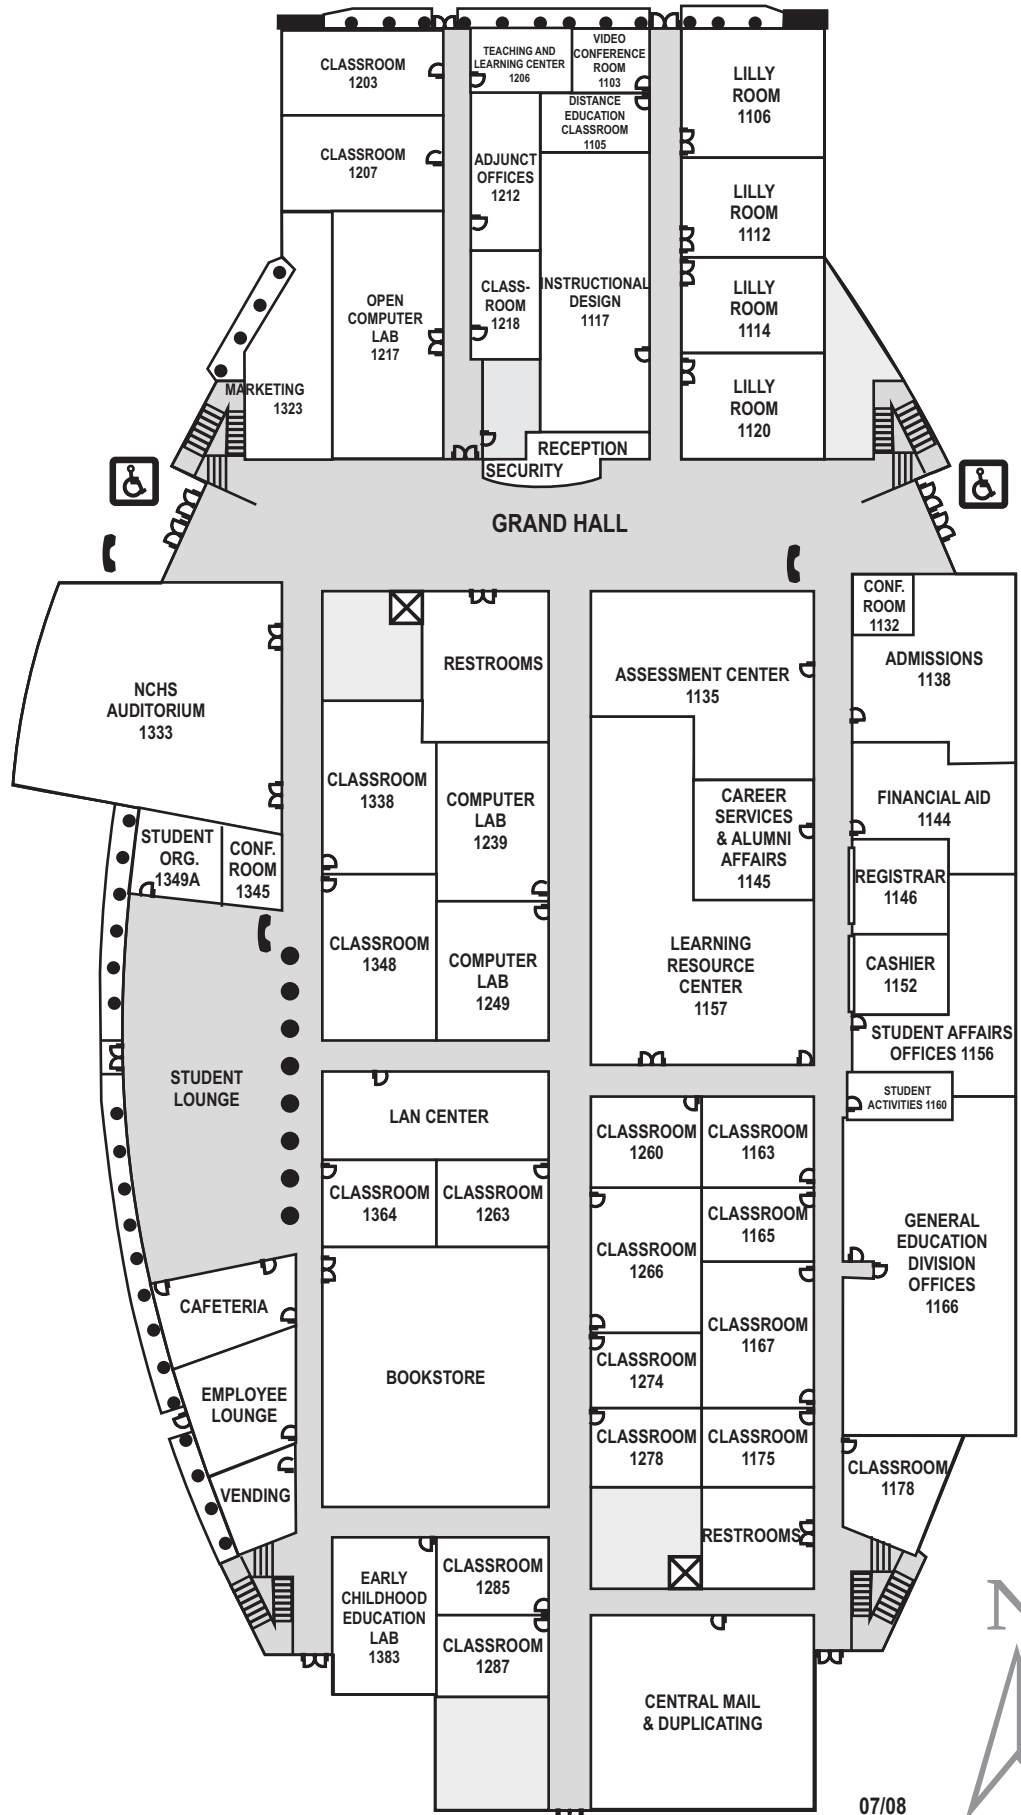 CLASSROOM
1203
TEACHING AND
LEARNING CENTER
1206
VIDEO
CONFERENCE
ROOM
1103
LILLY
ROOM
1106
DISTANCE
EDUCATION
CLASSROOM
1105
CLASSROOM
1207
ADJUNCT
OFFICES
1212
LILLY
ROOM
1112
CLASS-
ROOM
1218
INSTRUCTIONAL
DESIGN
1117
LILLY
ROOM
1114
OPEN
COMPUTER
LAB
1217
MARKETING
1323
LILLY
ROOM
1120
RECEPTION
SECURITY
GRAND HALL
CONF.
ROOM
1132
RESTROOMS
ASSESSMENT CENTER
1135
ADMISSIONS
1138
NCHS
AUDITORIUM
1333
CLASSROOM
1338
COMPUTER
LAB
1239
CAREER
SERVICES
& ALUMNI
AFFAIRS
1145
FINANCIAL AID
1144
STUDENT
ORG.
1349A
CONF.
ROOM
1345
REGISTRAR
1146
CLASSROOM
1348
COMPUTER
LAB
1249
LEARNING
RESOURCE
CENTER
1157
CASHIER
1152
STUDENT AFFAIRS
OFFICES 1156
STUDENT
LOUNGE
LAN CENTER
STUDENT
ACTIVITIES 1160
CLASSROOM
1260
CLASSROOM
1163
CLASSROOM
1364
CLASSROOM
1263
CLASSROOM
1266
CLASSROOM
1165
GENERAL
EDUCATION
DIVISION
OFFICES
1166
CAFETERIA
CLASSROOM
1167
BOOKSTORE
CLASSROOM
1274
EMPLOYEE
LOUNGE
CLASSROOM
1278
CLASSROOM
1175
CLASSROOM
1178
VENDING
RESTROOMS
EARLY
CHILDHOOD
EDUCATION
LAB
1383
CLASSROOM
1285
CLASSROOM
1287
N
CENTRAL MAIL
& DUPLICATING
07/08